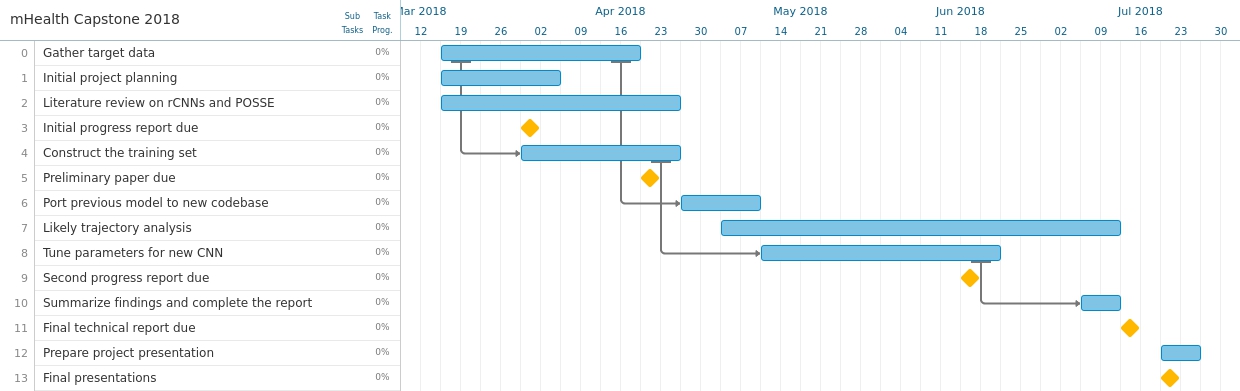 mHealth Capstone 2018
Sub Tasks Task Prog.
Mar 2018 Apr 2018 May 2018 Jun 2018 Jul 2018
12 19 26 02 09 16 23 30 07 14 21 28 04 11 18 25 02 09 16 23 30
0 Gather target data 0%
1 Initial project planning 0%
2 Literature review on rCNNs and POSSE 0%
3 Initial progress report due 0%
4 Construct the training set 0%
5 Preliminary paper due 0%
6 Port previous model to new codebase 0%
7 Likely trajectory analysis 0%
8 Tune parameters for new CNN 0%
9 Second progress report due 0%
10 Summarize findings and complete the report 0%
11 Final technical report due 0%
12 Prepare project presentation 0%
13 Final presentations 0%